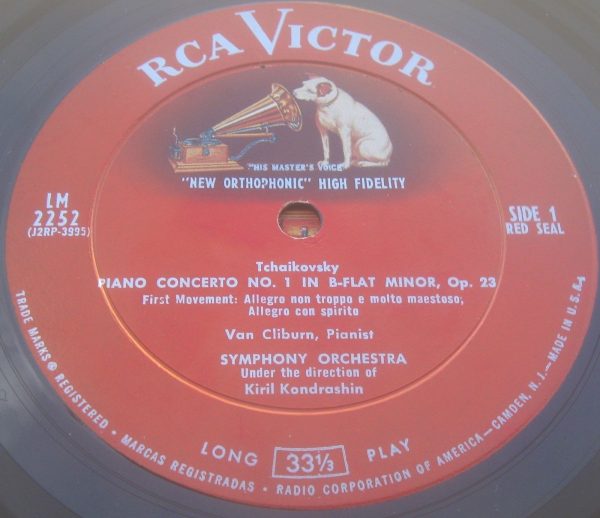 RCA VICTOR
"HIS MASTER'S VOICE"
"NEW ORTHOPHONIC" HIGH FIDELITY
LM
2252
(J2RP-3995)
SIDE 1
RED SEAL
Tchaikovsky
PIANO CONCERTO NO. 1 IN B-FLAT MINOR, Op. 23
First Movement: Allegro non troppo e molto maestoso;
Allegro con spirito
Van Cliburn, Pianist
SYMPHONY ORCHESTRA
Under the direction of
Kiril Kondrashin
LONG 33⅓ PLAY
TRADE MARKS ® REGISTERED • MARCAS REGISTRADAS • RADIO CORPORATION OF AMERICA—CAMDEN, N. J.—MADE IN U.S.A.